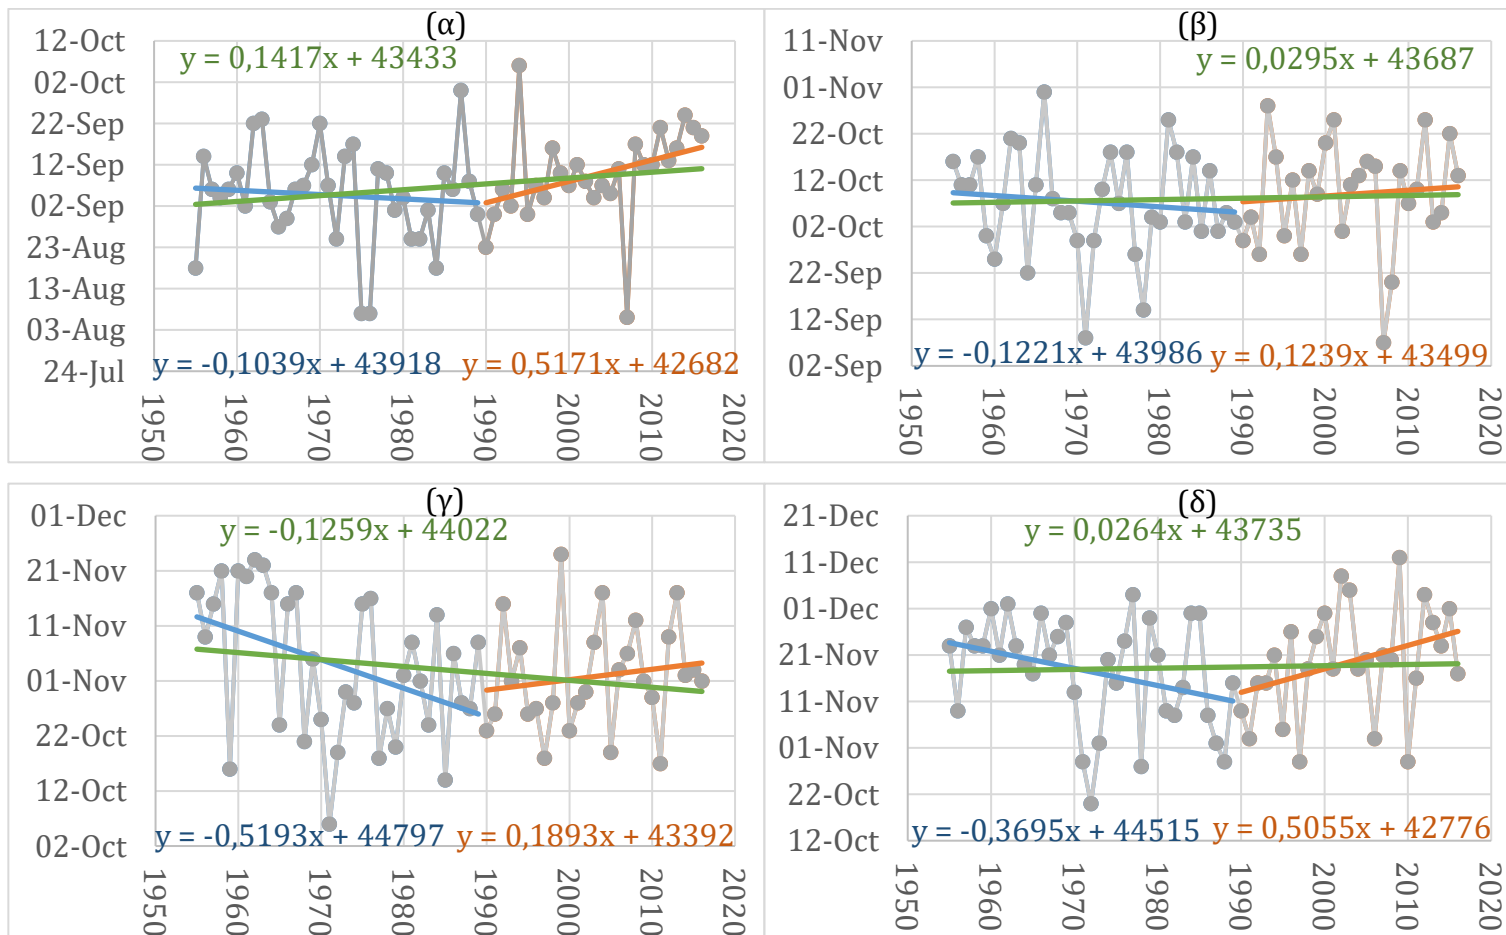 (α)
12-Oct
02-Oct
22-Sep
12-Sep
02-Sep
23-Aug
13-Aug
03-Aug
24-Jul
y = 0,1417x + 43433
y = -0,1039x + 43918
y = 0,5171x + 42682
1950
1960
1970
1980
1990
2000
2010
2020
(β)
11-Nov
01-Nov
22-Oct
12-Oct
02-Oct
22-Sep
12-Sep
02-Sep
y = 0,0295x + 43687
y = -0,1221x + 43986
y = 0,1239x + 43499
1950
1960
1970
1980
1990
2000
2010
2020
(γ)
01-Dec
21-Nov
11-Nov
01-Nov
22-Oct
12-Oct
02-Oct
y = -0,1259x + 44022
y = -0,5193x + 44797
y = 0,1893x + 43392
1950
1960
1970
1980
1990
2000
2010
2020
(δ)
21-Dec
11-Dec
01-Dec
21-Nov
11-Nov
01-Nov
22-Oct
12-Oct
y = 0,0264x + 43735
y = -0,3695x + 44515
y = 0,5055x + 42776
1950
1960
1970
1980
1990
2000
2010
2020